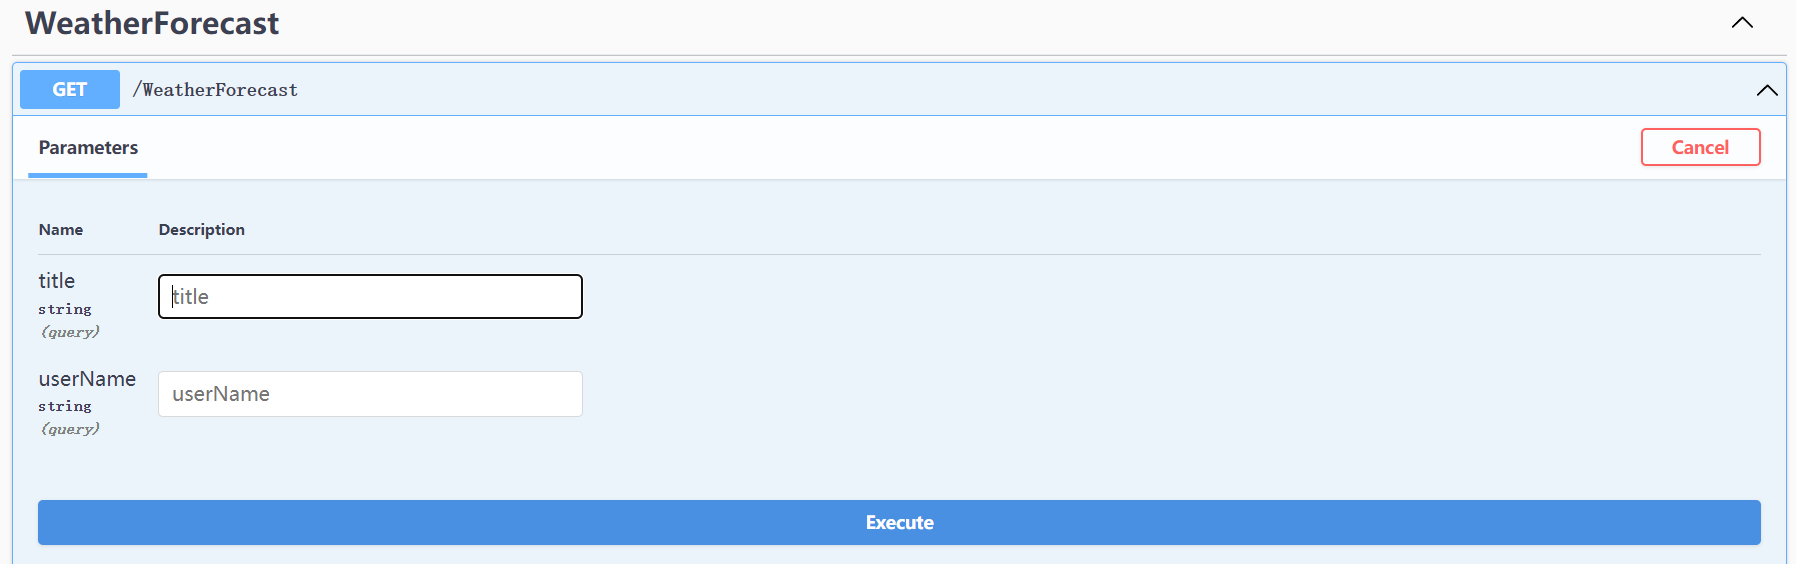 WeatherForecast
GET /WeatherForecast
Parameters Cancel
Name Description
title title
string
(query)
userName userName
string
(query)
Execute